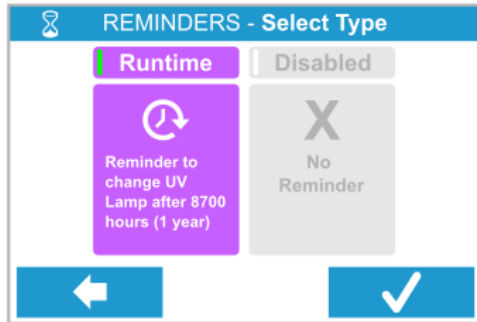 REMINDERS - Select Type
Runtime
Disabled
Reminder to
change UV
Lamp after 8700
hours (1 year)
X
No
Reminder